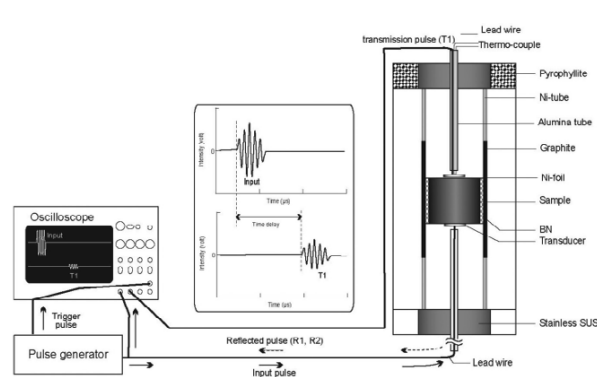 Lead wire
transmission pulse (T1)
Thermo-couple
Pyrophyllite
Ni-tube
Alumina tube
Graphite
Ni-foil
Sample
BN
Transducer
Stainless SUS
Lead wire
Intensity (volt)
0
Input
Time (μs)
Time delay
Intensity (volt)
0
T1
Time (μs)
Oscilloscope
Input
T1
Trigger
pulse
Pulse generator
Reflected pulse (R1, R2)
Input pulse